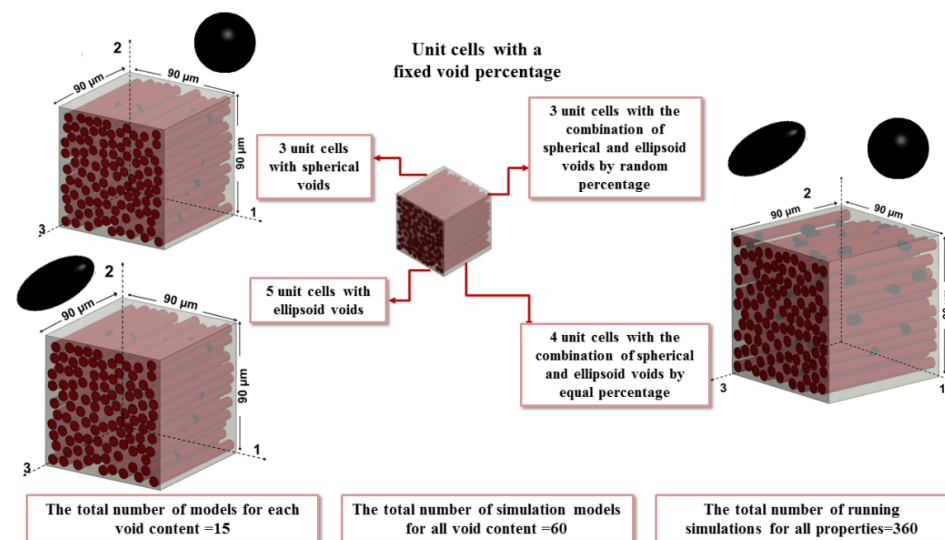 Unit cells with a
fixed void percentage
2
90 µm
90 µm
90 µm
1
3
3 unit cells
with spherical
voids
3 unit cells with the
combination of
spherical and ellipsoid
voids by random
percentage
2
90 µm
90 µm
1
3
2
90 µm
90 µm
90 µm
1
3
5 unit cells with
ellipsoid voids
4 unit cells with the
combination of spherical
and ellipsoid voids by
equal percentage
The total number of models for each
void content =15
The total number of simulation models
for all void content =60
The total number of running
simulations for all properties=360